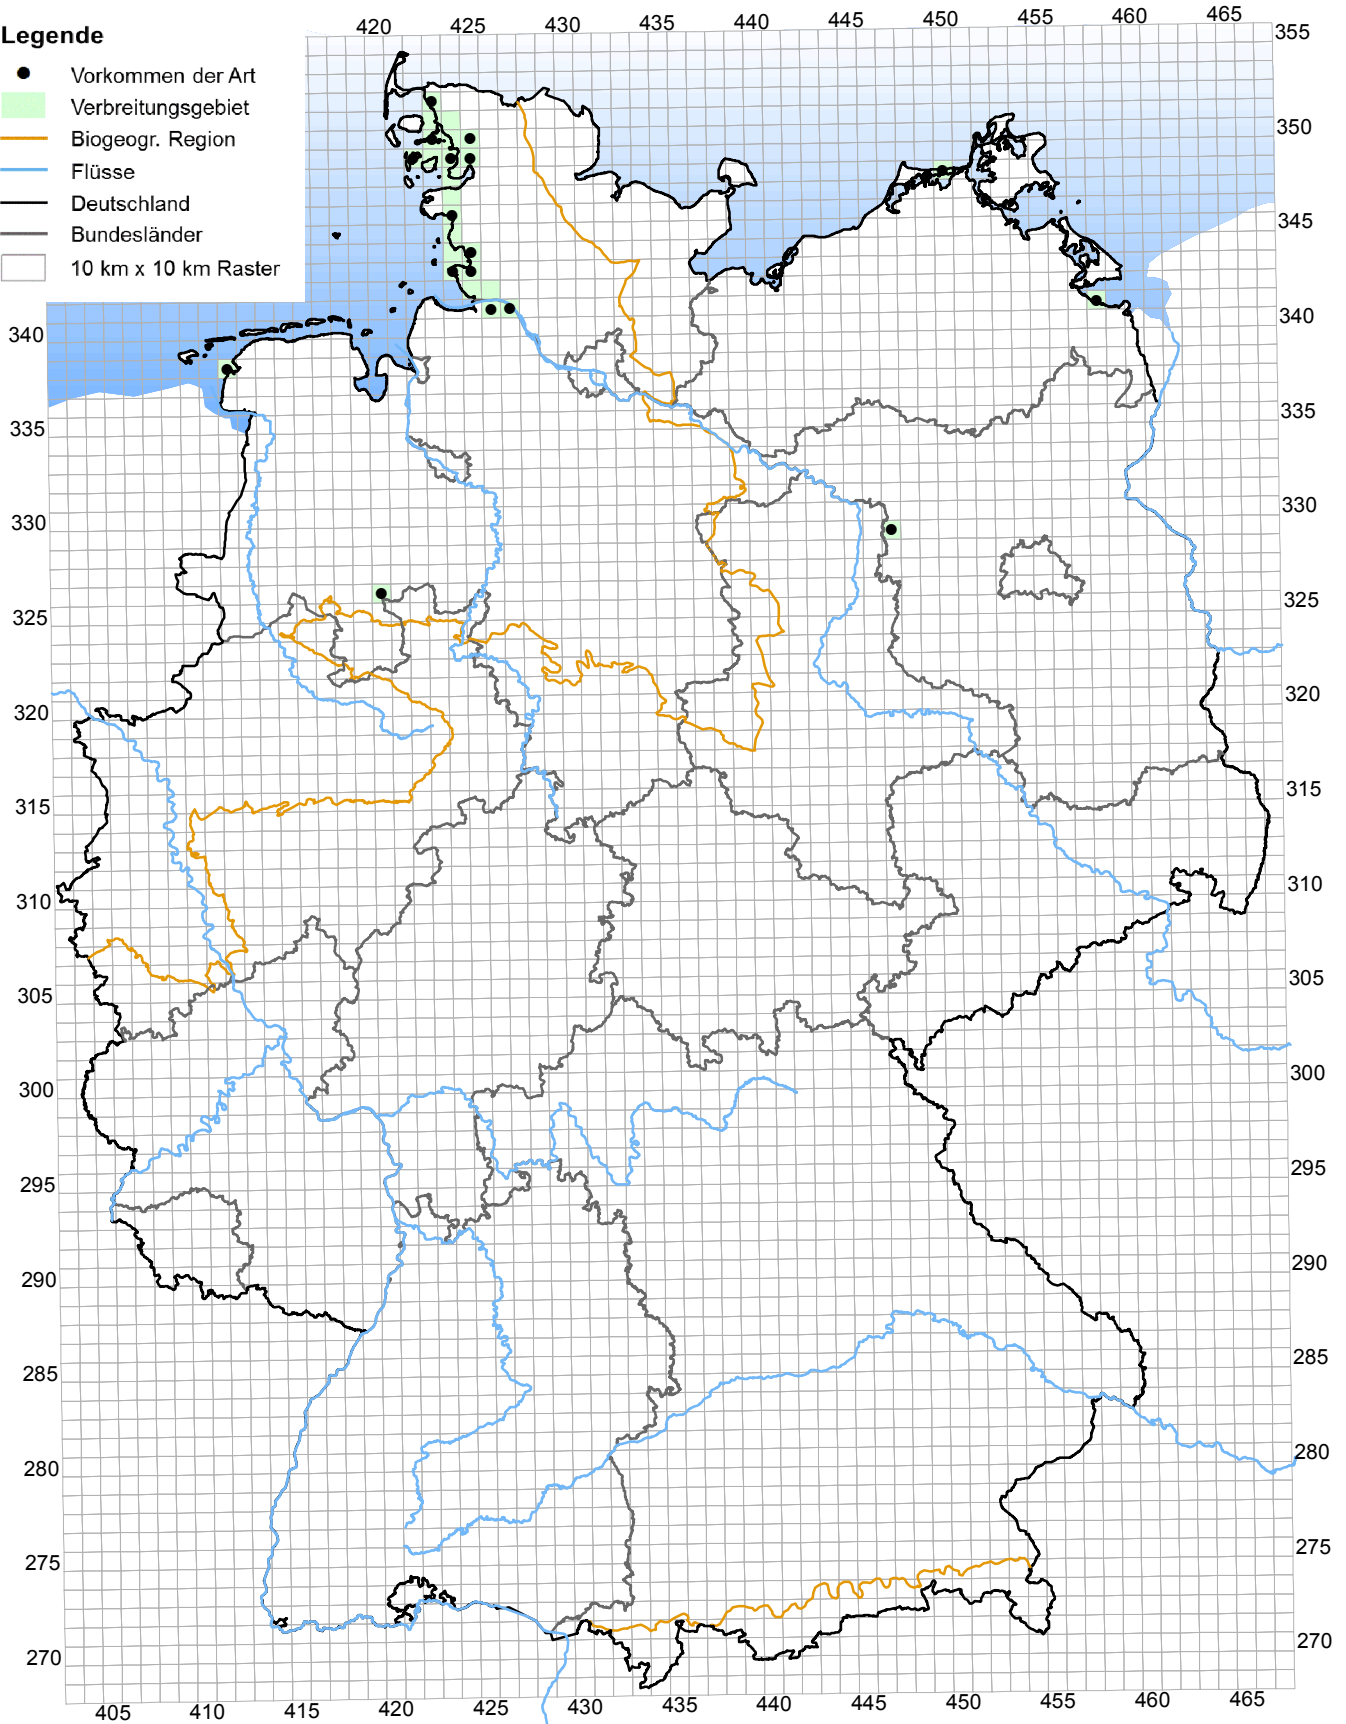 420 425 430 435 440 445 450 455 460 465
355
Legende
Vorkommen der Art
Verbreitungsgebiet
Biogeogr. Region
Flüsse
Deutschland
Bundesländer
10 km x 10 km Raster
350
345
340 340
335 335
330 330
325 325
320 320
315 315
310 310
305 305
300 300
295 295
290 290
285 285
280 280
275 275
270 270
405 410 415 420 425 430 435 440 445 450 455 460 465